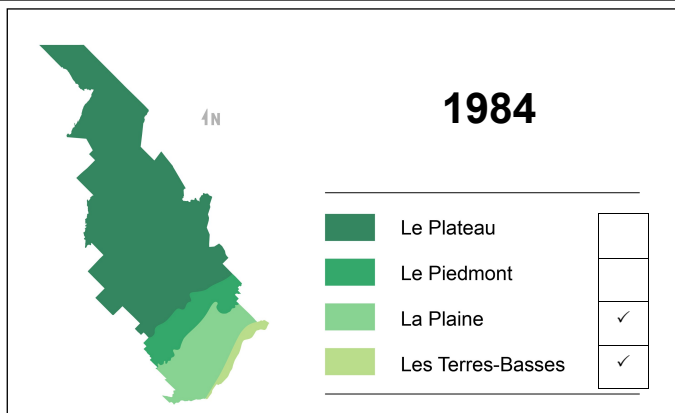 N
1984
Le Plateau
Le Piedmont
La Plaine ✓
Les Terres-Basses ✓